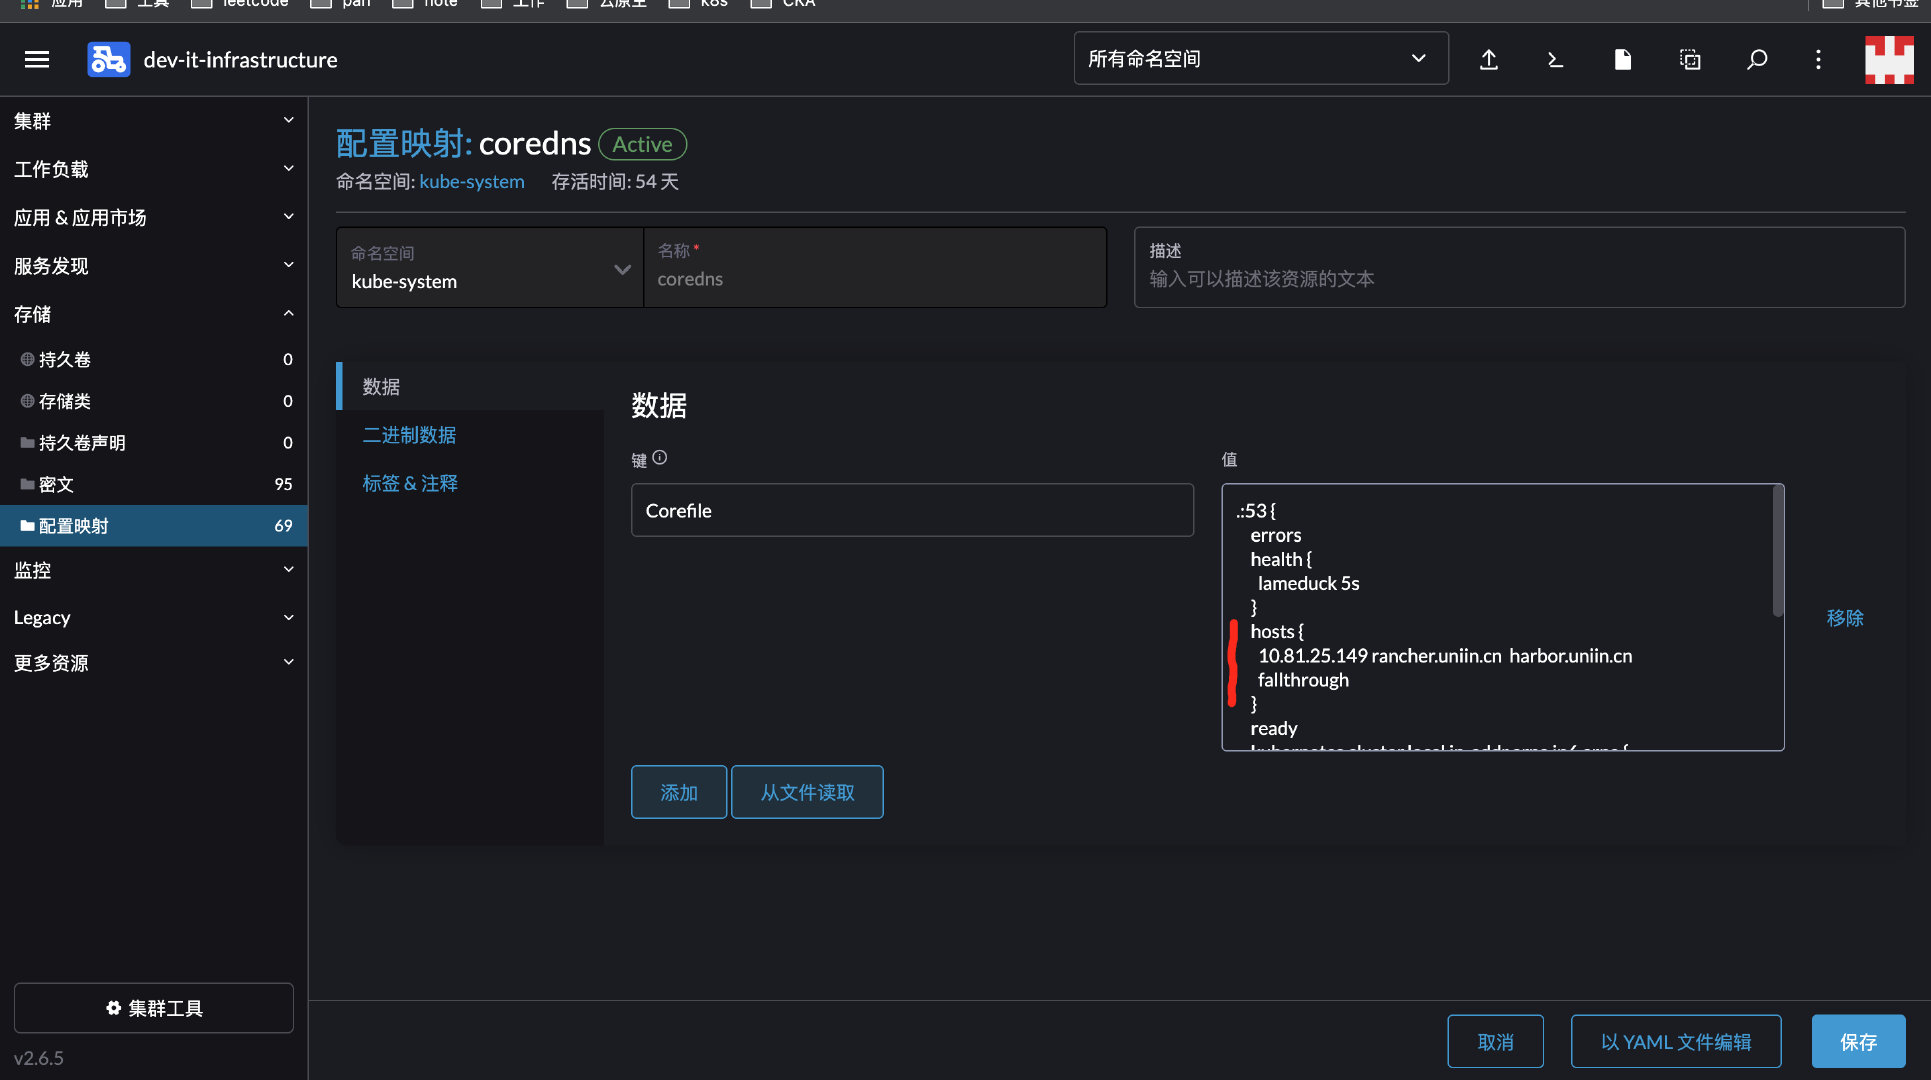 应用 工具 leetcode pan note 工作 云原生 k8s CKA 其他书签
dev-it-infrastructure
所有命名空间
集群
工作负载
应用 & 应用市场
服务发现
存储
持久卷 0
存储类 0
持久卷声明 0
密文 95
配置映射 69
监控
Legacy
更多资源
集群工具
v2.6.5
配置映射: coredns Active
命名空间: kube-system 存活时间: 54 天
命名空间
kube-system
名称 *
coredns
描述
输入可以描述该资源的文本
数据
二进制数据
标签 & 注释
数据
键
Corefile
值
.:53 {
errors
health {
lameduck 5s
}
hosts {
10.81.25.149 rancher.uniin.cn harbor.uniin.cn
fallthrough
}
ready
移除
添加
从文件读取
取消
以 YAML 文件编辑
保存